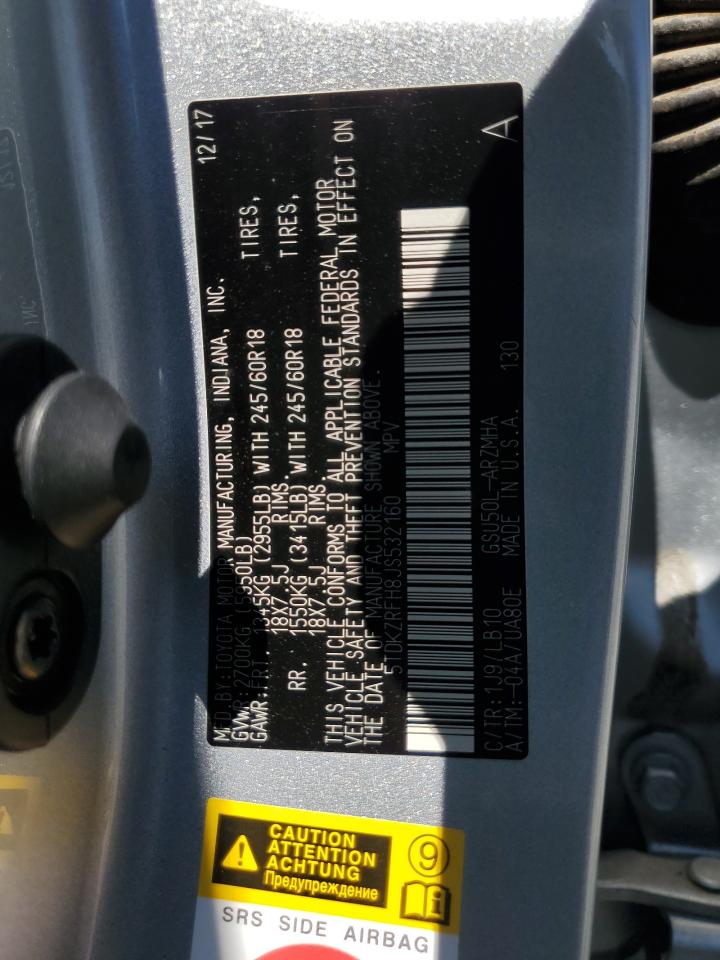 MFD.BY: TOYOTA MOTOR MANUFACTURING, INDIANA, INC. 12/17
GVWR:2700KG (5950LB)
GAWR:FRT. 1345KG (2955LB) WITH 245/60R18 TIRES,
18X7.5J RIMS.
RR. 1550KG (3415LB) WITH 245/60R18 TIRES,
18X7.5J RIMS.
THIS VEHICLE CONFORMS TO ALL APPLICABLE FEDERAL MOTOR
VEHICLE SAFETY AND THEFT PREVENTION STANDARDS IN EFFECT ON
THE DATE OF MANUFACTURE SHOWN ABOVE.
5TDKZRFH8JS532160 MPV
A
C/TR:1J9/LB10 GSU50L-ARZMHA
A/TM:-04A/UA80E MADE IN U.S.A. 130
CAUTION
ATTENTION
ACHTUNG
Предупреждение
9
i
SRS SIDE AIRBAG